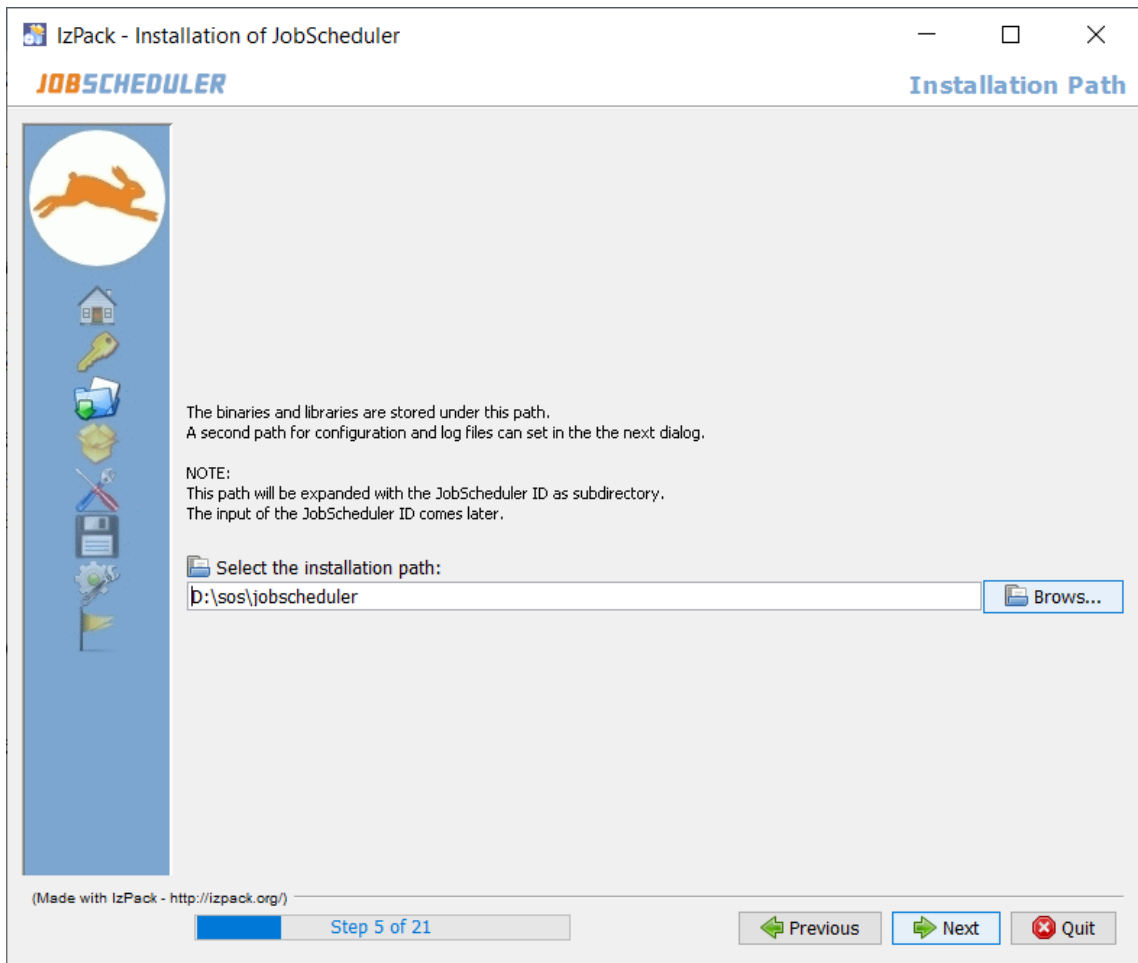 IzPack - Installation of JobScheduler
JOBSCHEDULER
Installation Path
The binaries and libraries are stored under this path.
A second path for configuration and log files can set in the the next dialog.
NOTE:
This path will be expanded with the JobScheduler ID as subdirectory.
The input of the JobScheduler ID comes later.
Select the installation path:
D:\sos\jobscheduler
Brows...
(Made with IzPack - http://izpack.org/)
Step 5 of 21
Previous
Next
Quit